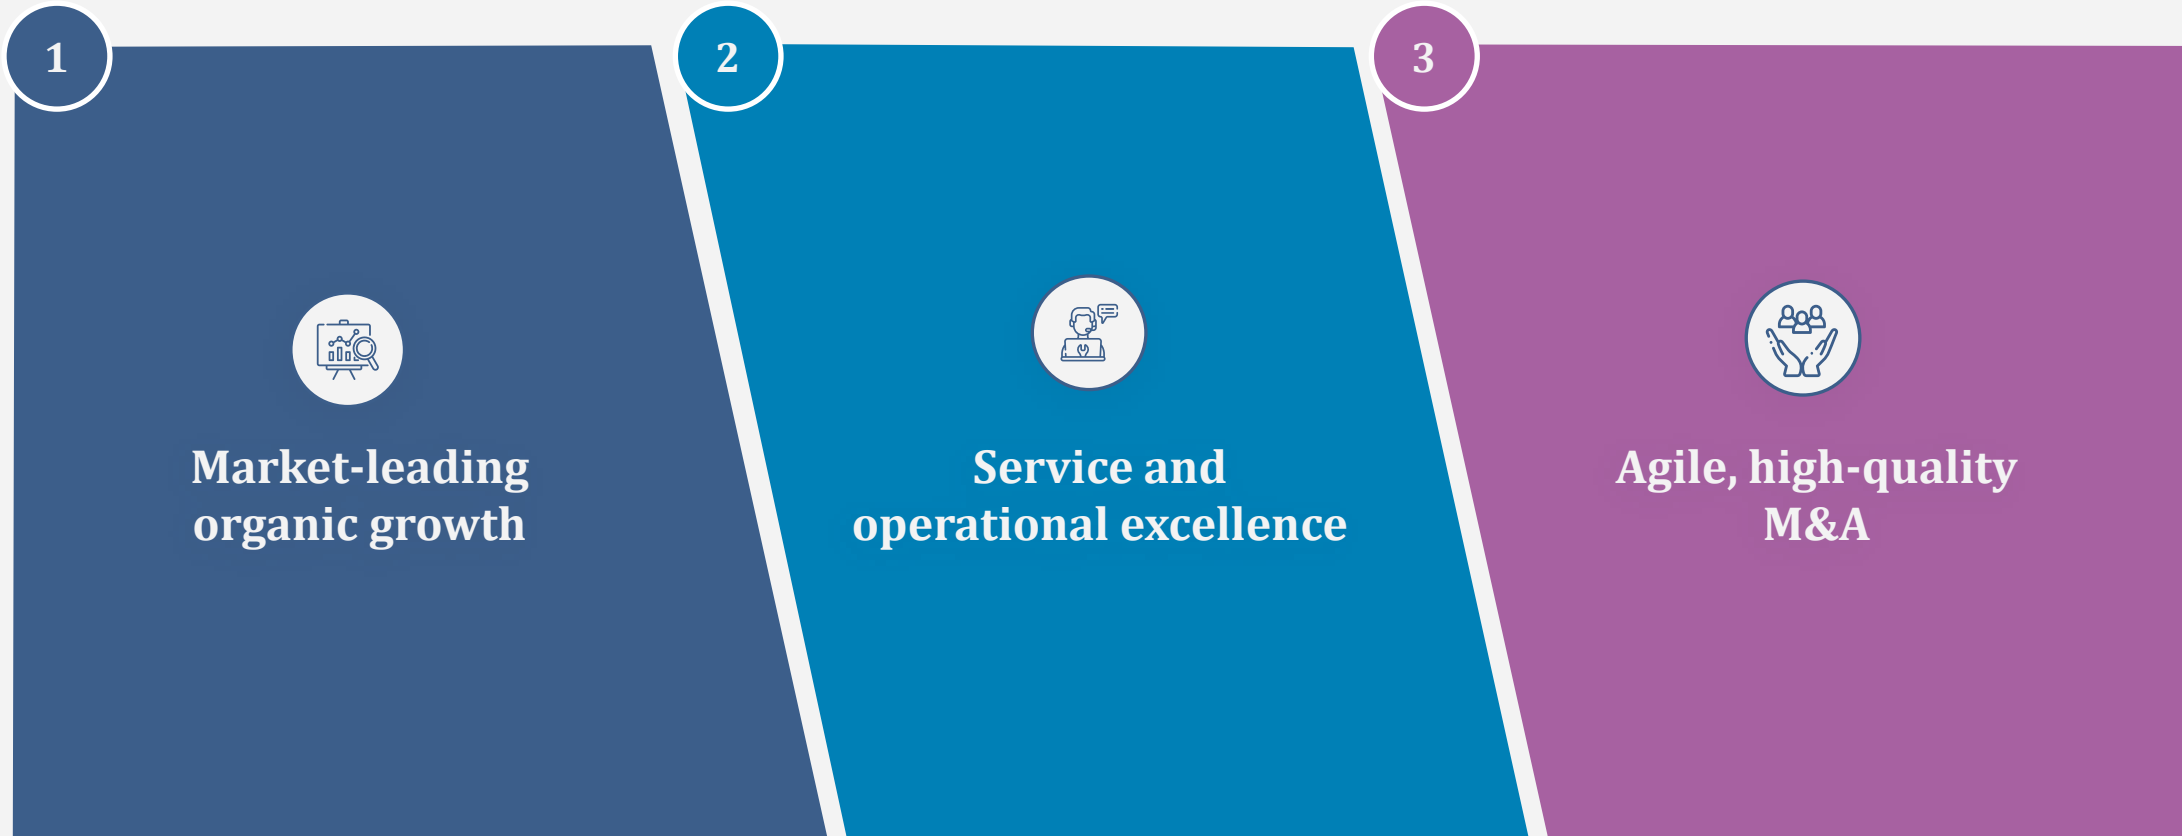 1
Market-leading
organic growth
2
Service and
operational excellence
3
Agile, high-quality
M&A